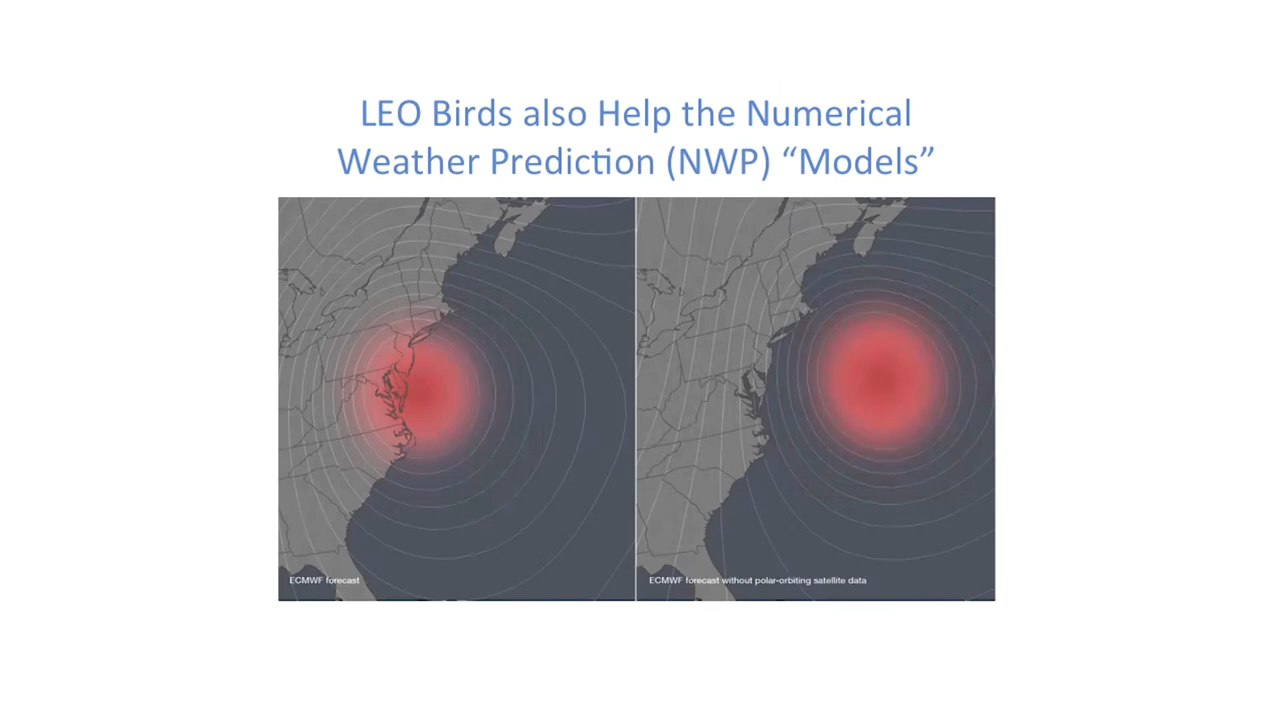 LEO Birds also Help the Numerical
Weather Prediction (NWP) “Models”
ECMWF forecast
ECMWF forecast without polar-orbiting satellite data